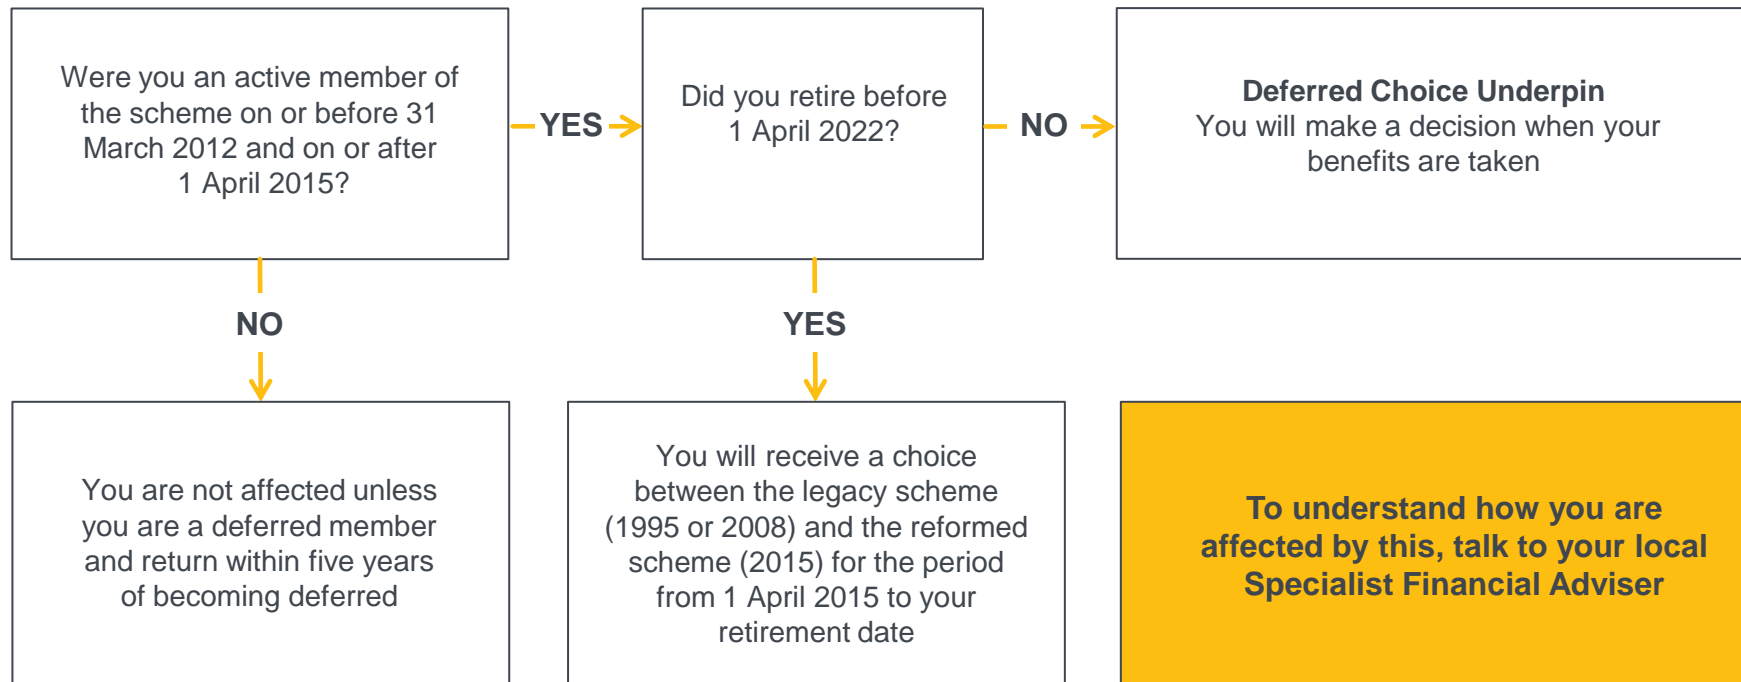 Were you an active member of
the scheme on or before 31
March 2012 and on or after
1 April 2015?
YES
Did you retire before
1 April 2022?
NO
Deferred Choice Underpin
You will make a decision when your
benefits are taken
NO
YES
You are not affected unless
you are a deferred member
and return within five years
of becoming deferred
You will receive a choice
between the legacy scheme
(1995 or 2008) and the reformed
scheme (2015) for the period
from 1 April 2015 to your
retirement date
To understand how you are
affected by this, talk to your local
Specialist Financial Adviser